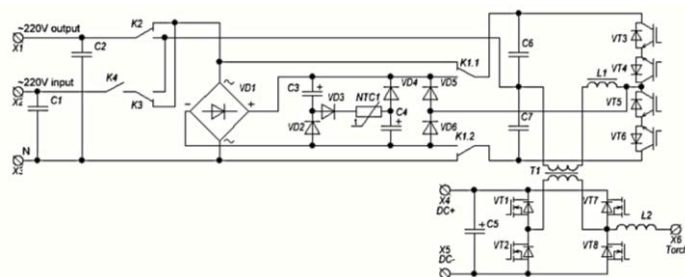 ~220V output
K2
X1
C2
~220V input
K4
X2
C1
K3
N
X3
VD1
~
~
-
+
C3
+
VD2
VD3
NTC1
VD4
C4
+
VD5
VD6
K1.1
K1.2
C6
C7
L1
VT3
VT4
VT5
VT6
T1
X4
DC+
C5
+
X5
DC-
VT1
VT2
VT7
VT8
L2
X6
Torch